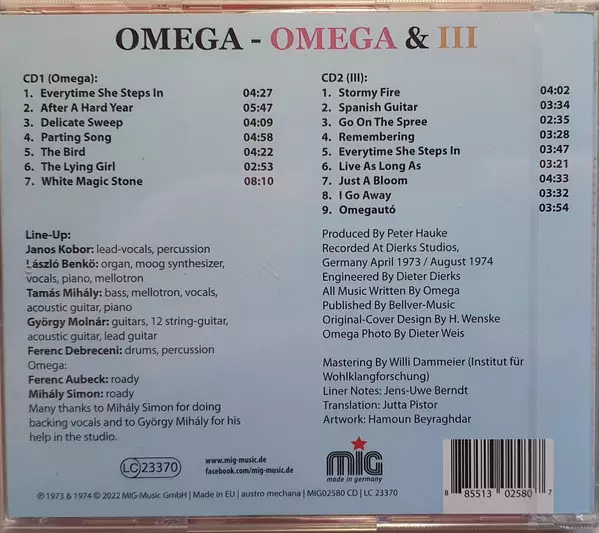 OMEGA - OMEGA & III
CD1 (Omega):
1. Everytime She Steps In 04:27
2. After A Hard Year 05:47
3. Delicate Sweep 04:09
4. Parting Song 04:58
5. The Bird 04:22
6. The Lying Girl 02:53
7. White Magic Stone 08:10
CD2 (III):
1. Stormy Fire 04:02
2. Spanish Guitar 03:34
3. Go On The Spree 02:35
4. Remembering 03:28
5. Everytime She Steps In 03:47
6. Live As Long As 03:21
7. Just A Bloom 04:33
8. I Go Away 03:32
9. Omegautó 03:54
Line-Up:
Janos Kobor: lead-vocals, percussion
László Benkö: organ, moog synthesizer,
vocals, piano, mellotron
Tamás Mihály: bass, mellotron, vocals,
acoustic guitar, piano
György Molnár: guitars, 12 string-guitar,
acoustic guitar, lead guitar
Ferenc Debreceni: drums, percussion
Omega:
Ferenc Aubeck: roady
Mihály Simon: roady
Many thanks to Mihály Simon for doing
backing vocals and to György Mihály for his
help in the studio.
Produced By Peter Hauke
Recorded At Dierks Studios,
Germany April 1973 / August 1974
Engineered By Dieter Dierks
All Music Written By Omega
Published By Bellver-Music
Original-Cover Design By H. Wenske
Omega Photo By Dieter Weis
Mastering By Willi Dammeier (Institut für
Wohlklangforschung)
Liner Notes: Jens-Uwe Berndt
Translation: Jutta Pistor
Artwork: Hamoun Beyraghdar
LC 23370
www.mig-music.de
facebook.com/mig-music.de
mig
made in germany
8 85513 02580 7
℗ 1973 & 1974 © 2022 MIG-Music GmbH | Made in EU | austro mechana | MIG02580 CD | LC 23370